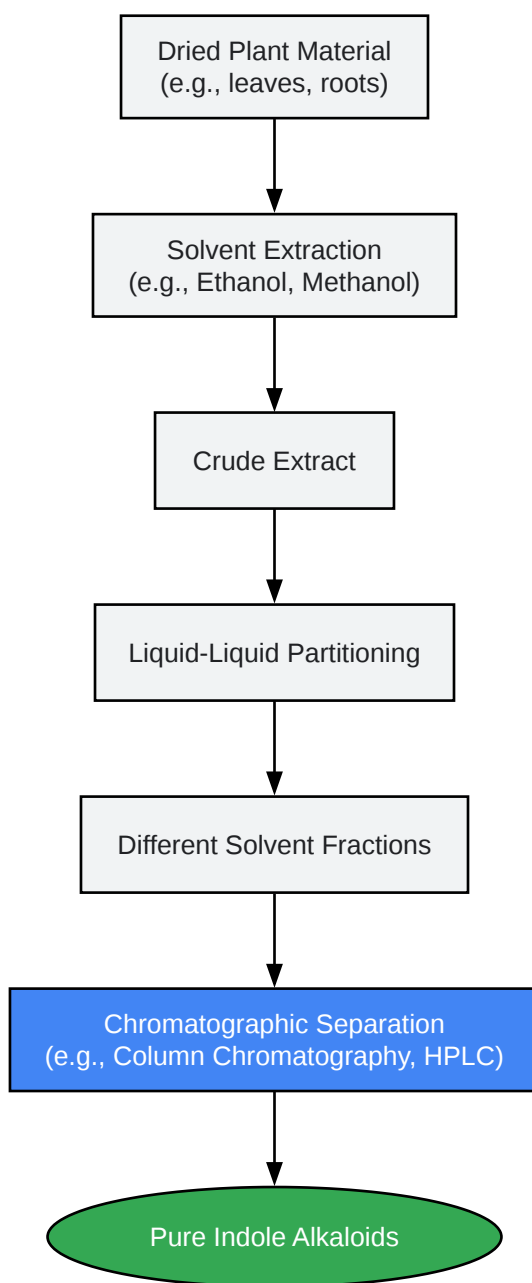 Dried Plant Material
(e.g., leaves, roots)
Solvent Extraction
(e.g., Ethanol, Methanol)
Crude Extract
Liquid-Liquid Partitioning
Different Solvent Fractions
Chromatographic Separation
(e.g., Column Chromatography, HPLC)
Pure Indole Alkaloids